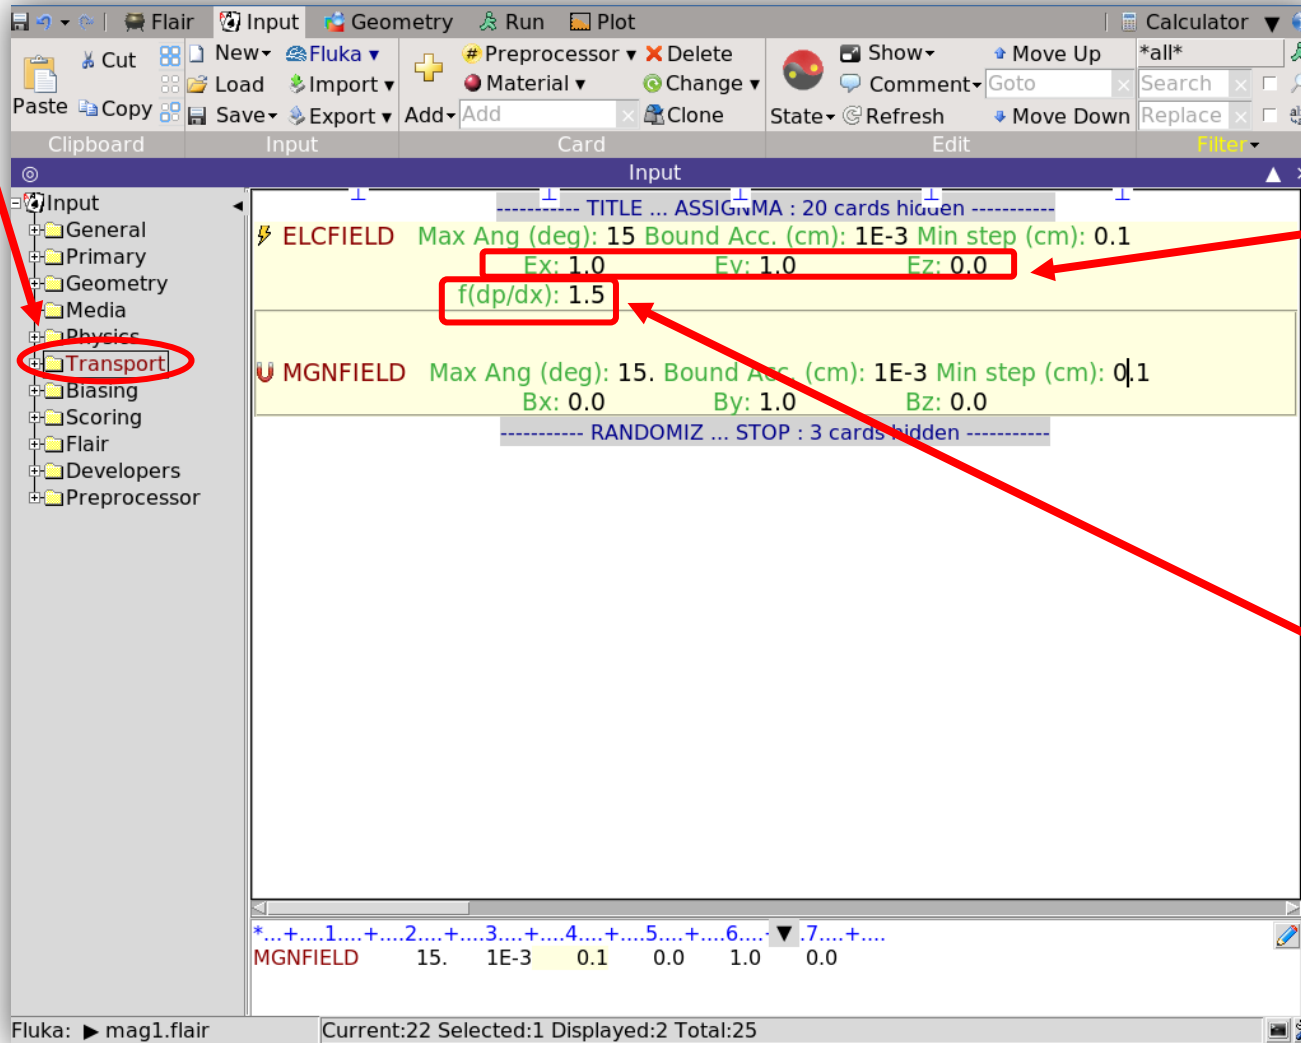 Flair Input Geometry Run Plot Calculator
Paste Cut Copy Clipboard
New Load Save Fluka Import Export Input
Add Preprocessor Material Add Delete Change Clone Card
State Show Comment Refresh Move Up Goto Move Down Edit
*all* Search Replace Filter
Input
Input
General
Primary
Geometry
Media
Physics
Transport
Biasing
Scoring
Flair
Developers
Preprocessor
----------- TITLE ... ASSIGNMA : 20 cards hidden -----------
ELCFIELD Max Ang (deg): 15 Bound Acc. (cm): 1E-3 Min step (cm): 0.1
Ex: 1.0 Ey: 1.0 Ez: 0.0
f(dp/dx): 1.5
MGNFIELD Max Ang (deg): 15. Bound Acc. (cm): 1E-3 Min step (cm): 0.1
Bx: 0.0 By: 1.0 Bz: 0.0
----------- RANDOMIZ ... STOP : 3 cards hidden -----------
*...+....1....+....2....+....3....+....4....+....5....+....6....+ .7....+....
MGNFIELD 15. 1E-3 0.1 0.0 1.0 0.0
Fluka: ▶ mag1.flair Current:22 Selected:1 Displayed:2 Total:25